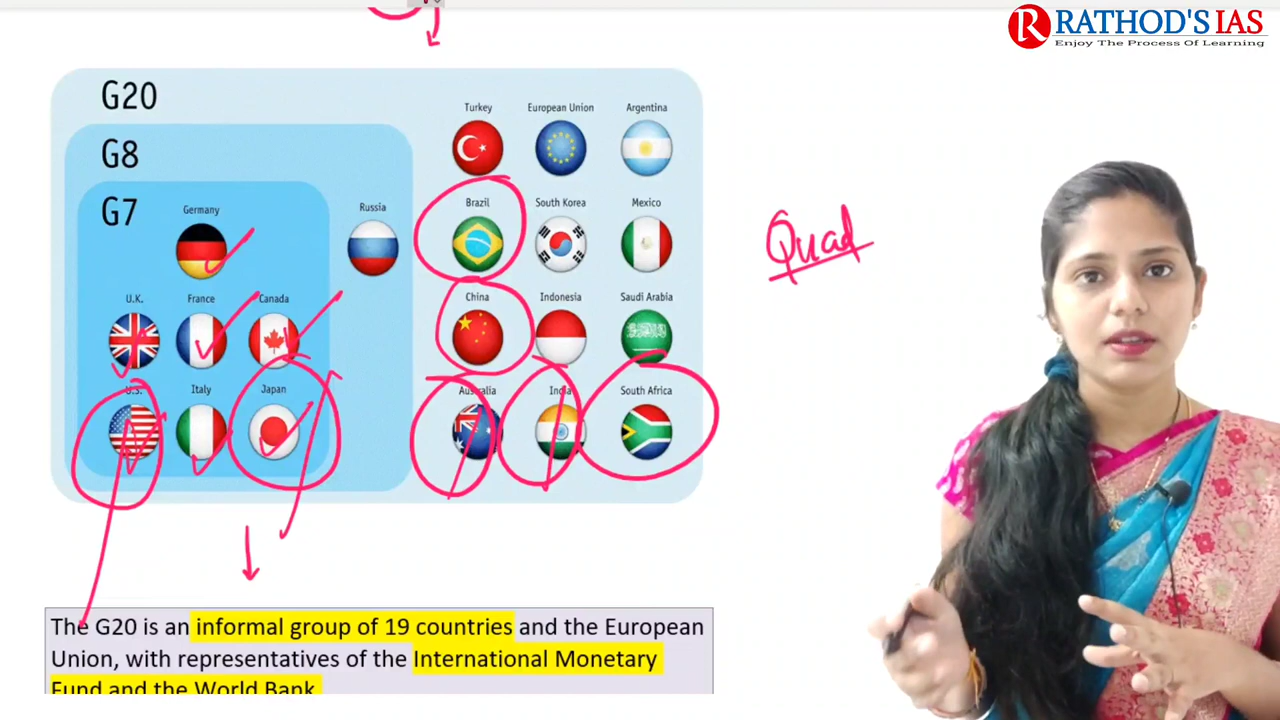 RATHOD'S IAS
Enjoy The Process Of Learning
G20
Turkey European Union Argentina
G8
G7
Germany Russia Brazil South Korea Mexico
Quad
U.K. France Canada China Indonesia Saudi Arabia
U.S. Italy Japan Australia India South Africa
The G20 is an informal group of 19 countries and the European
Union, with representatives of the International Monetary
Fund and the World Bank